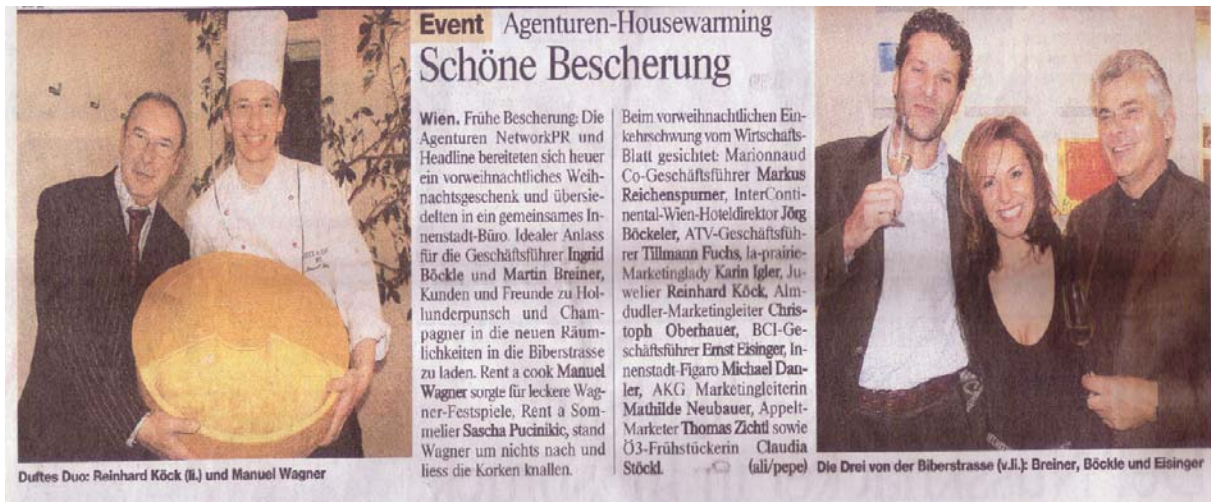 Event Agenturen-Housewarming
Schöne Bescherung
Wien. Frühe Bescherung: Die
Agenturen NetworkPR und
Headline bereiteten sich heuer
ein vorweihnachtliches Weih-
nachtsgeschenk und übersie-
delten in ein gemeinsames In-
nenstadt-Büro. Idealer Anlass
für die Geschäftsführer Ingrid
Böckle und Martin Breiner,
Kunden und Freunde zu Hol-
lunderpunsch und Cham-
pagner in die neuen Räum-
lichkeiten in die Biberstrasse
zu laden. Rent a cook Manuel
Wagner sorgte für leckere Wag-
ner-Festspiele, Rent a Som-
melier Sascha Pucinikic, stand
Wagner um nichts nach und
liess die Korken knallen.
Beim vorweihnachtlichen Ein-
kehrschwung vom Wirtschafts-
Blatt gesichtet: Marionnaud
Co-Geschäftsführer Markus
Reichenspurner, InterConti-
nental-Wien-Hoteldirektor Jörg
Böckeler, ATV-Geschäftsfüh-
rer Tillmann Fuchs, la-prairie-
Marketinglady Karin Igler, Ju-
welier Reinhard Köck, Alm-
dudler-Marketingleiter Chris-
toph Oberhauer, BCI-Ge-
schäftsführer Ernst Eisinger, In-
nenstadt-Figaro Michael Dan-
ler, AKG Marketingleiterin
Mathilde Neubauer, Appelt-
Marketer Thomas Zichtl sowie
Ö3-Frühstückerin Claudia
Stöckl. (ali/pepe)
Duftes Duo: Reinhard Köck (li.) und Manuel Wagner
Die Drei von der Biberstrasse (v.li.): Breiner, Böckle und Eisinger